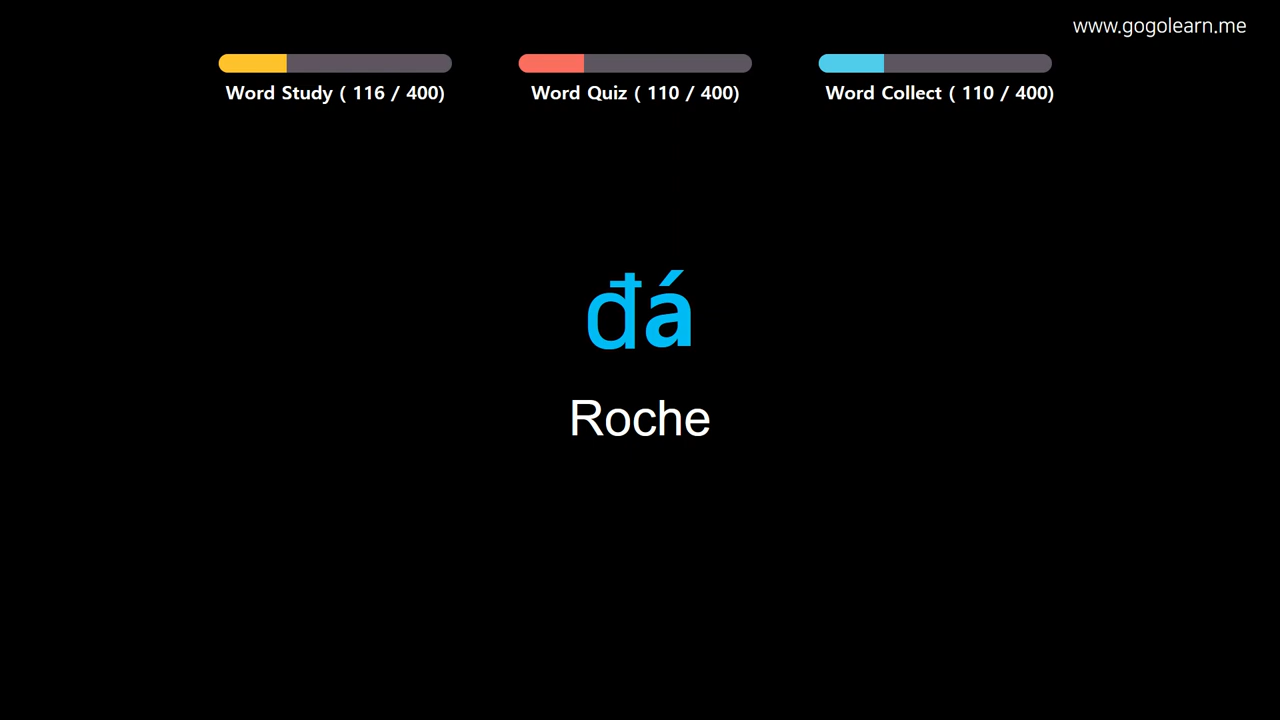 www.gogolearn.me
Word Study ( 116 / 400)
Word Quiz ( 110 / 400)
Word Collect ( 110 / 400)
đá
Roche